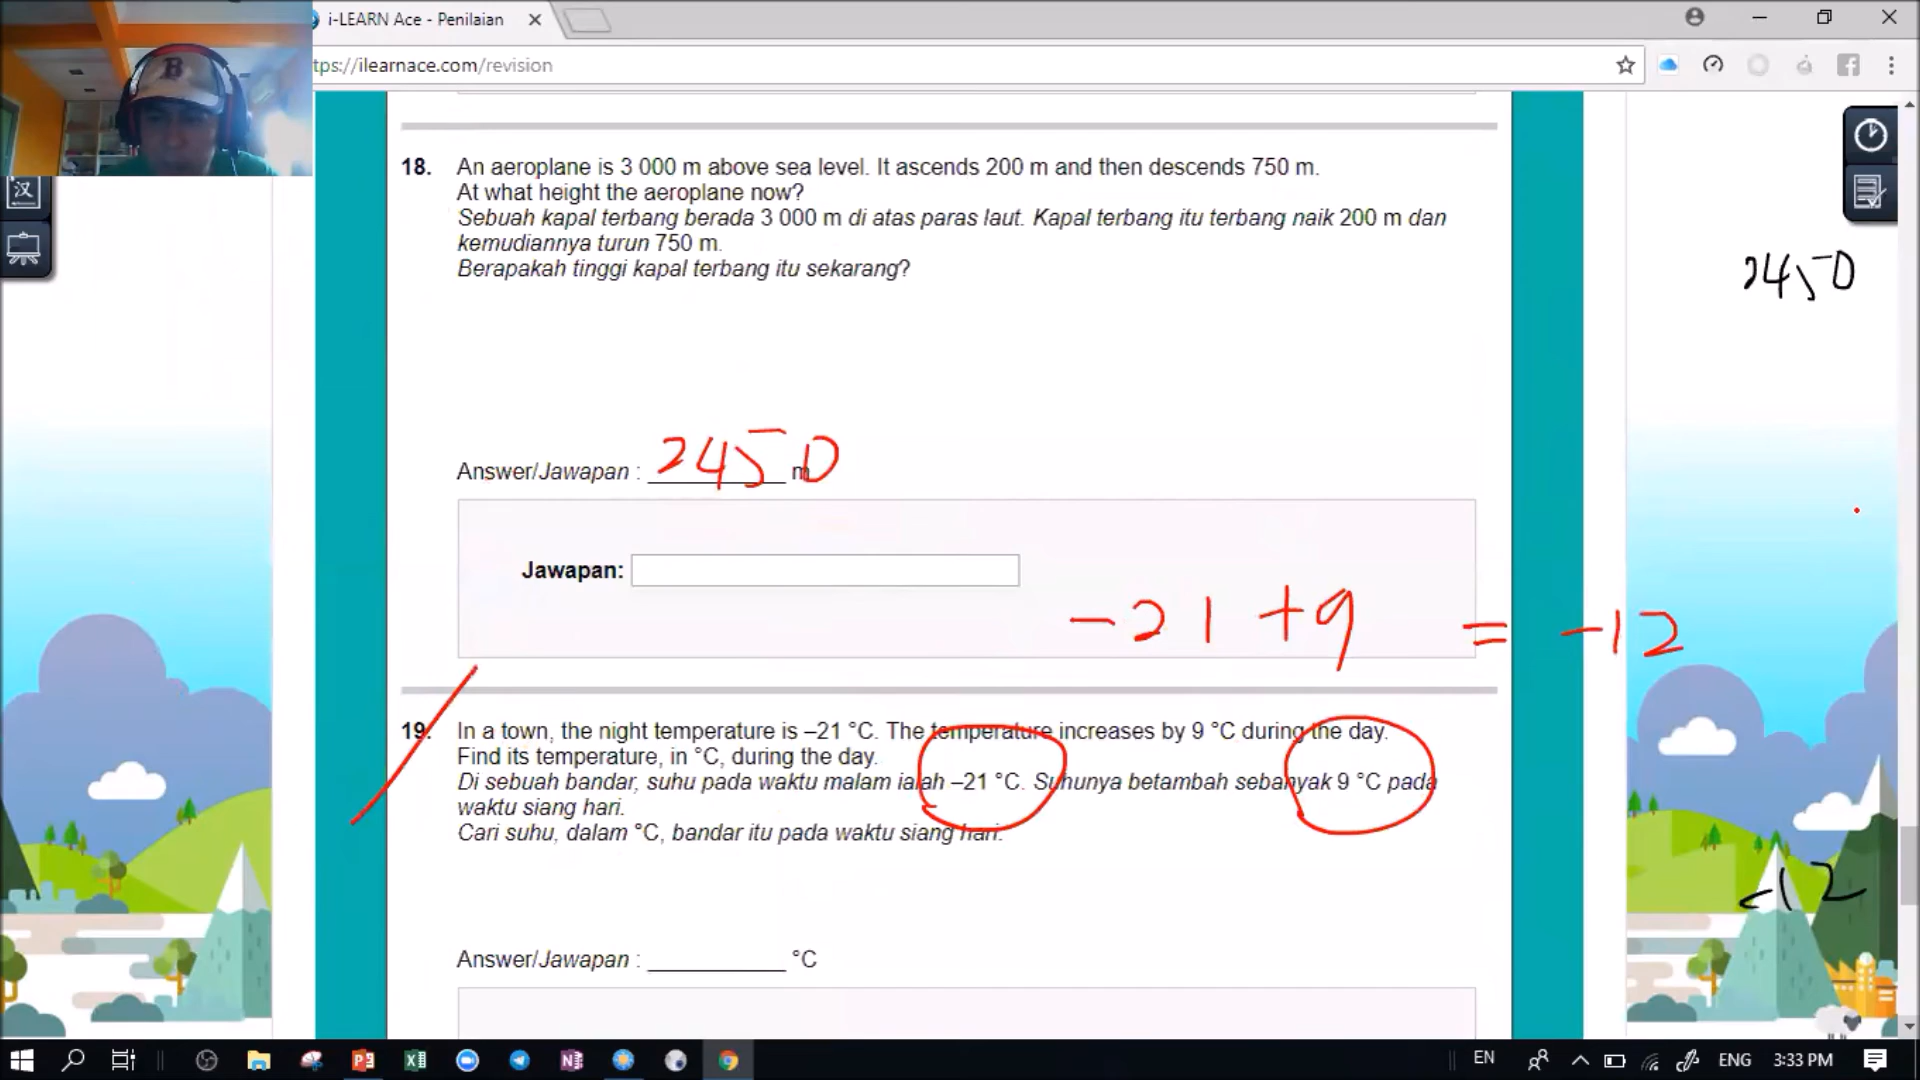 i-LEARN Ace - Penilaian
tps://ilearnace.com/revision
B
汉
18. An aeroplane is 3 000 m above sea level. It ascends 200 m and then descends 750 m.
At what height the aeroplane now?
Sebuah kapal terbang berada 3 000 m di atas paras laut. Kapal terbang itu terbang naik 200 m dan
kemudiannya turun 750 m.
Berapakah tinggi kapal terbang itu sekarang?
2450
Answer/Jawapan : 2450 m
Jawapan:
-21 +9 = -12
19. In a town, the night temperature is –21 °C. The temperature increases by 9 °C during the day.
Find its temperature, in °C, during the day.
Di sebuah bandar, suhu pada waktu malam ialah –21 °C. Suhunya betambah sebanyak 9 °C pada
waktu siang hari.
Cari suhu, dalam °C, bandar itu pada waktu siang hari.
-12
Answer/Jawapan : __________ °C
EN
ENG
3:33 PM